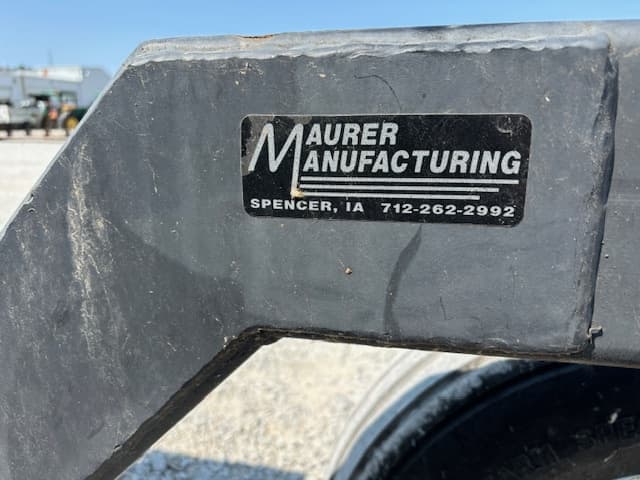 MAURER
MANUFACTURING
SPENCER, IA 712-262-2992